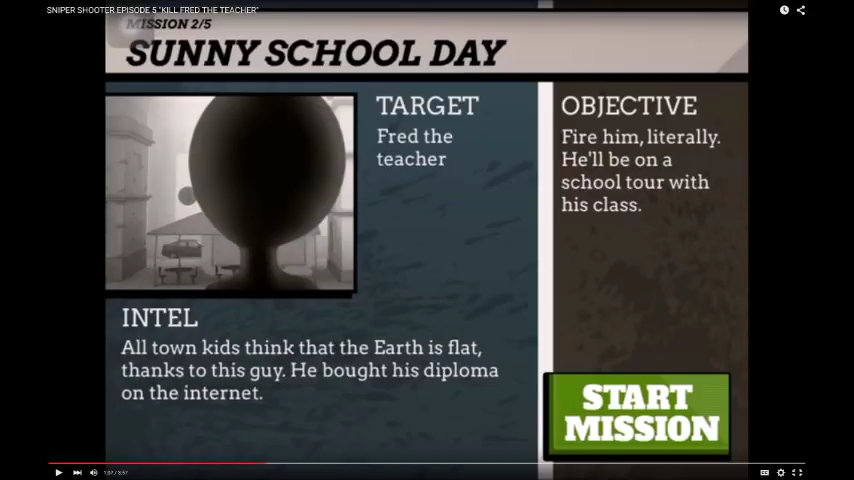 SNIPER SHOOTER EPISODE 5 "KILL FRED THE TEACHER"
MISSION 2/5
SUNNY SCHOOL DAY
TARGET
Fred the
teacher
OBJECTIVE
Fire him, literally.
He'll be on a
school tour with
his class.
INTEL
All town kids think that the Earth is flat,
thanks to this guy. He bought his diploma
on the internet.
START
MISSION